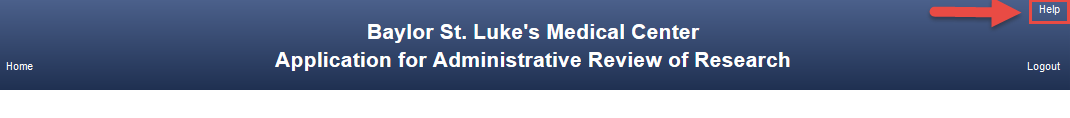 Help
Baylor St. Luke's Medical Center
Application for Administrative Review of Research
Home
Logout